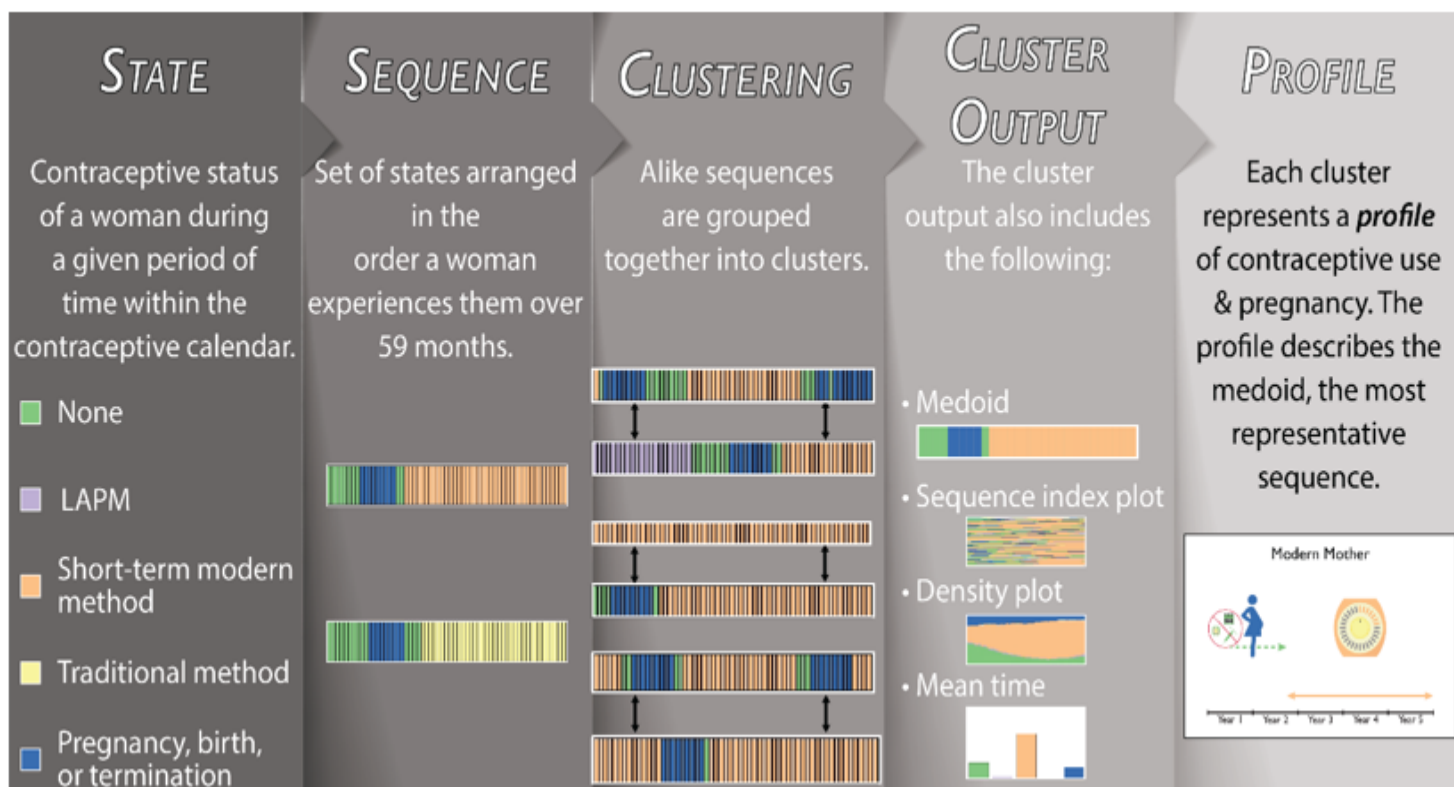 STATE
Contraceptive status
of a woman during
a given period of
time within the
contraceptive calendar.
None
LAPM
Short-term modern
method
Traditional method
Pregnancy, birth,
or termination
SEQUENCE
Set of states arranged
in the
order a woman
experiences them over
59 months.
CLUSTERING
Alike sequences
are grouped
together into clusters.
CLUSTER
OUTPUT
The cluster
output also includes
the following:
• Medoid
• Sequence index plot
• Density plot
• Mean time
PROFILE
Each cluster
represents a profile
of contraceptive use
& pregnancy. The
profile describes the
medoid, the most
representative
sequence.
Modern Mother
Year 1 Year 2 Year 3 Year 4 Year 5